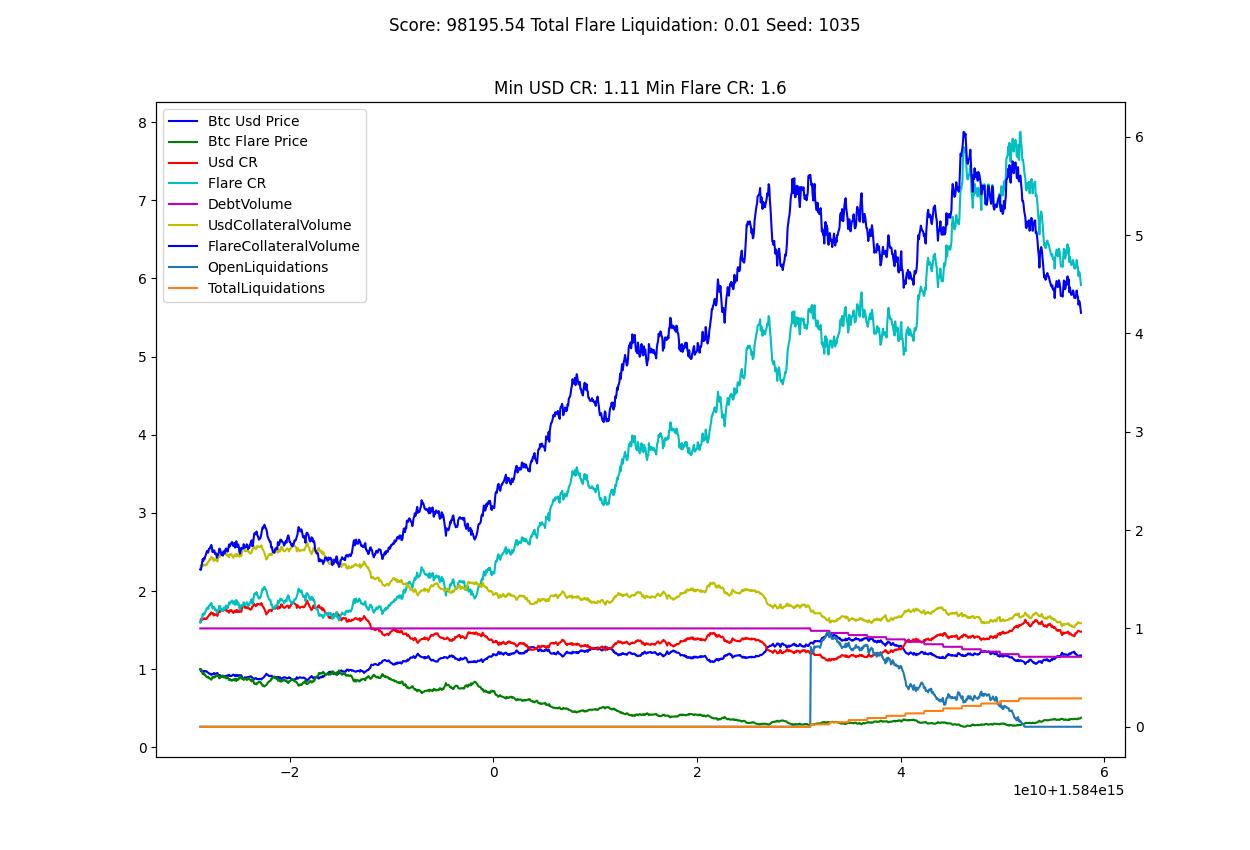 Score: 98195.54 Total Flare Liquidation: 0.01 Seed: 1035
Min USD CR: 1.11 Min Flare CR: 1.6
Btc Usd Price
Btc Flare Price
Usd CR
Flare CR
DebtVolume
UsdCollateralVolume
FlareCollateralVolume
OpenLiquidations
TotalLiquidations
8
7
6
5
4
3
2
1
0
6
5
4
3
2
1
0
−2
0
2
4
6
1e10+1.584e15